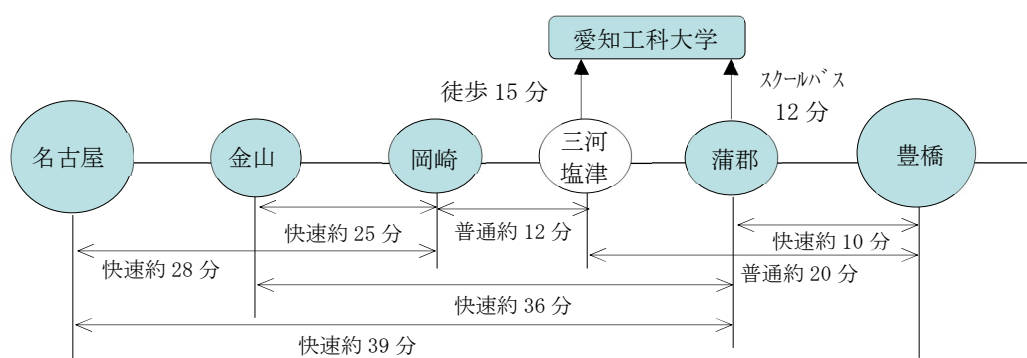 愛知工科大学
徒歩 15 分
スクールバス
12 分
名古屋
金山
岡崎
三河
塩津
蒲郡
豊橋
快速約 25 分
普通約 12 分
快速約 10 分
快速約 28 分
普通約 20 分
快速約 36 分
快速約 39 分